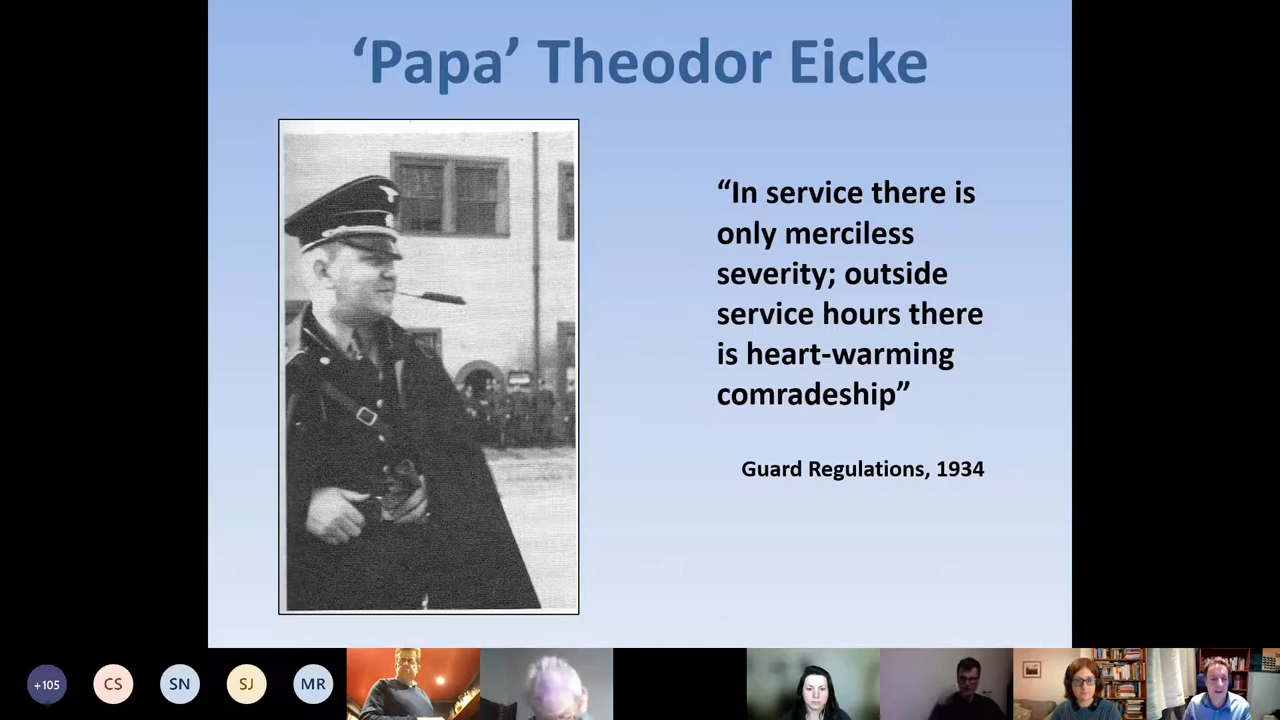 ‘Papa’ Theodor Eicke
“In service there is
only merciless
severity; outside
service hours there
is heart-warming
comradeship”
Guard Regulations, 1934
+105
CS
SN
SJ
MR